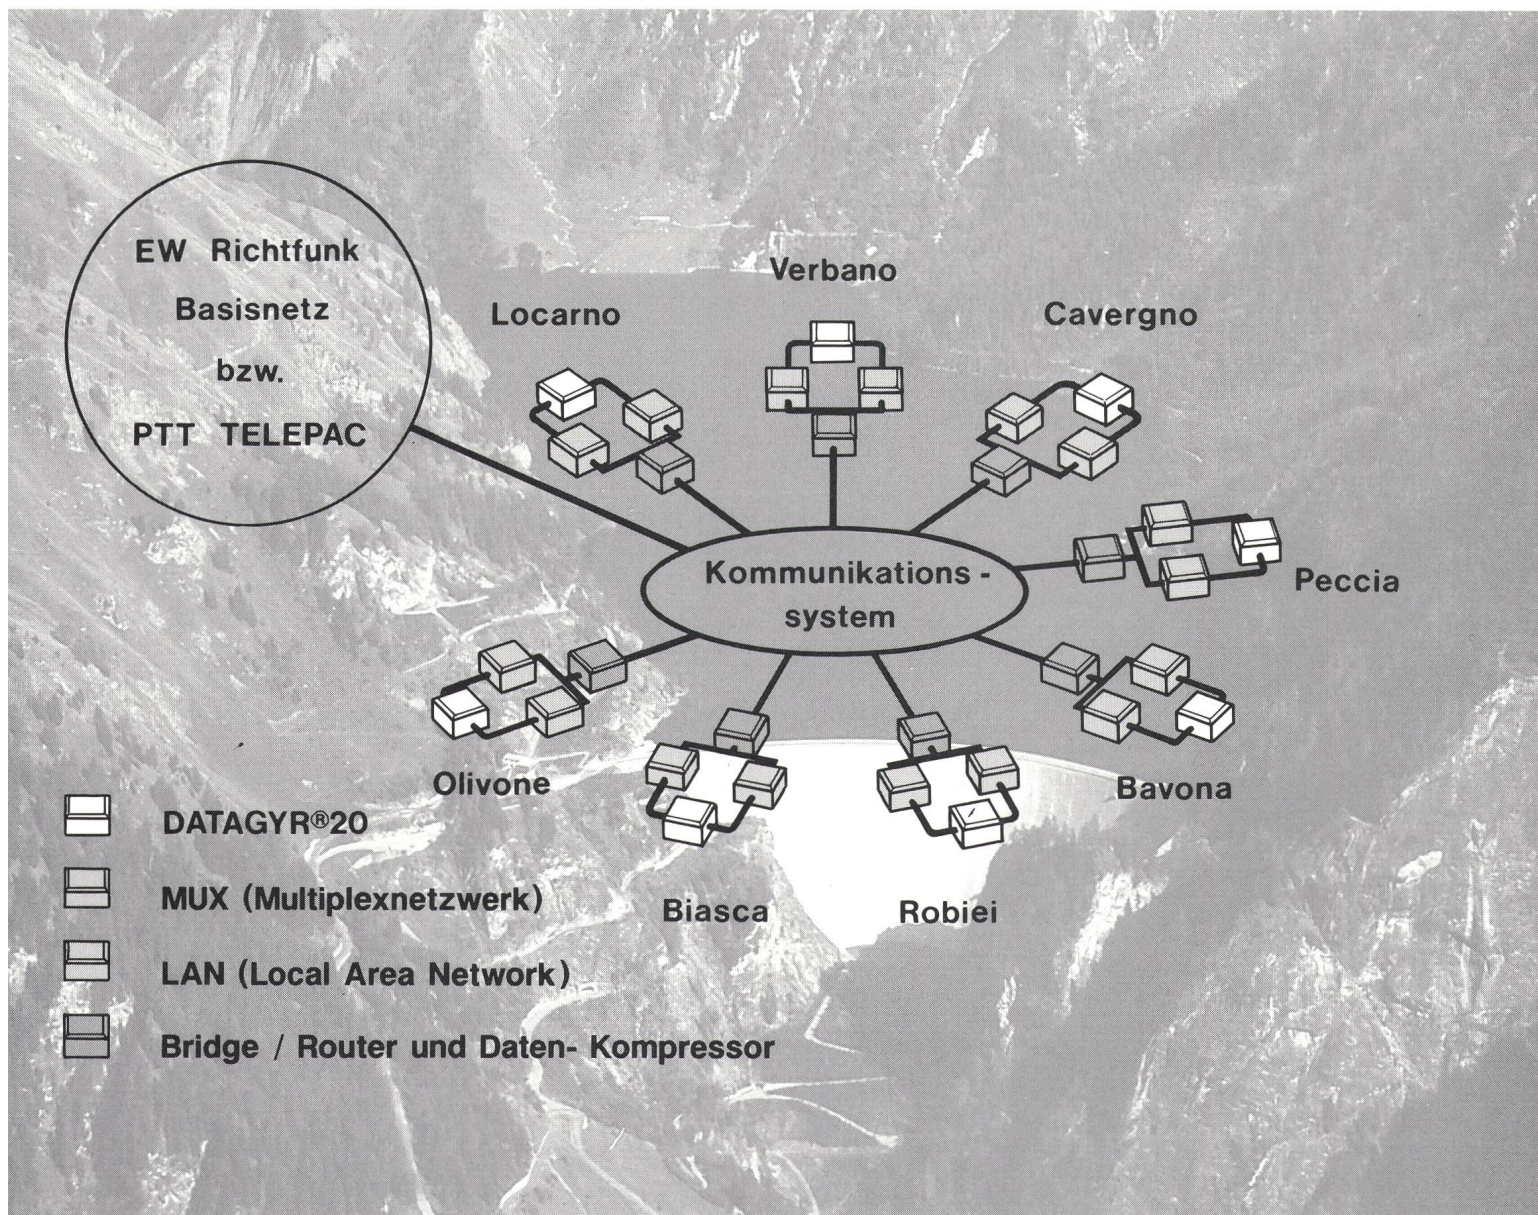 EW Richtfunk
Basisnetz
bzw.
PTT TELEPAC
Locarno
Verbano
Cavergno
Peccia
Kommunikations -
system
Olivone
Biasca
Robiei
Bavona
DATAGYR®20
MUX (Multiplexnetzwerk)
LAN (Local Area Network)
Bridge / Router und Daten- Kompressor